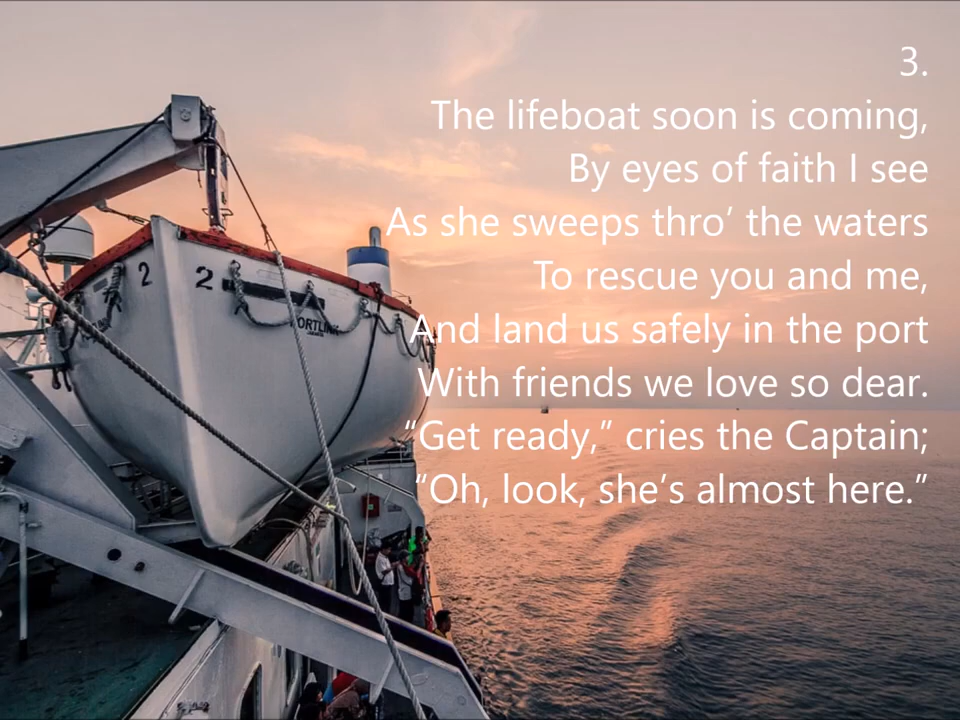 3.
The lifeboat soon is coming,
By eyes of faith I see
As she sweeps thro’ the waters
To rescue you and me,
And land us safely in the port
With friends we love so dear.
“Get ready,” cries the Captain;
“Oh, look, she’s almost here.”
2 2